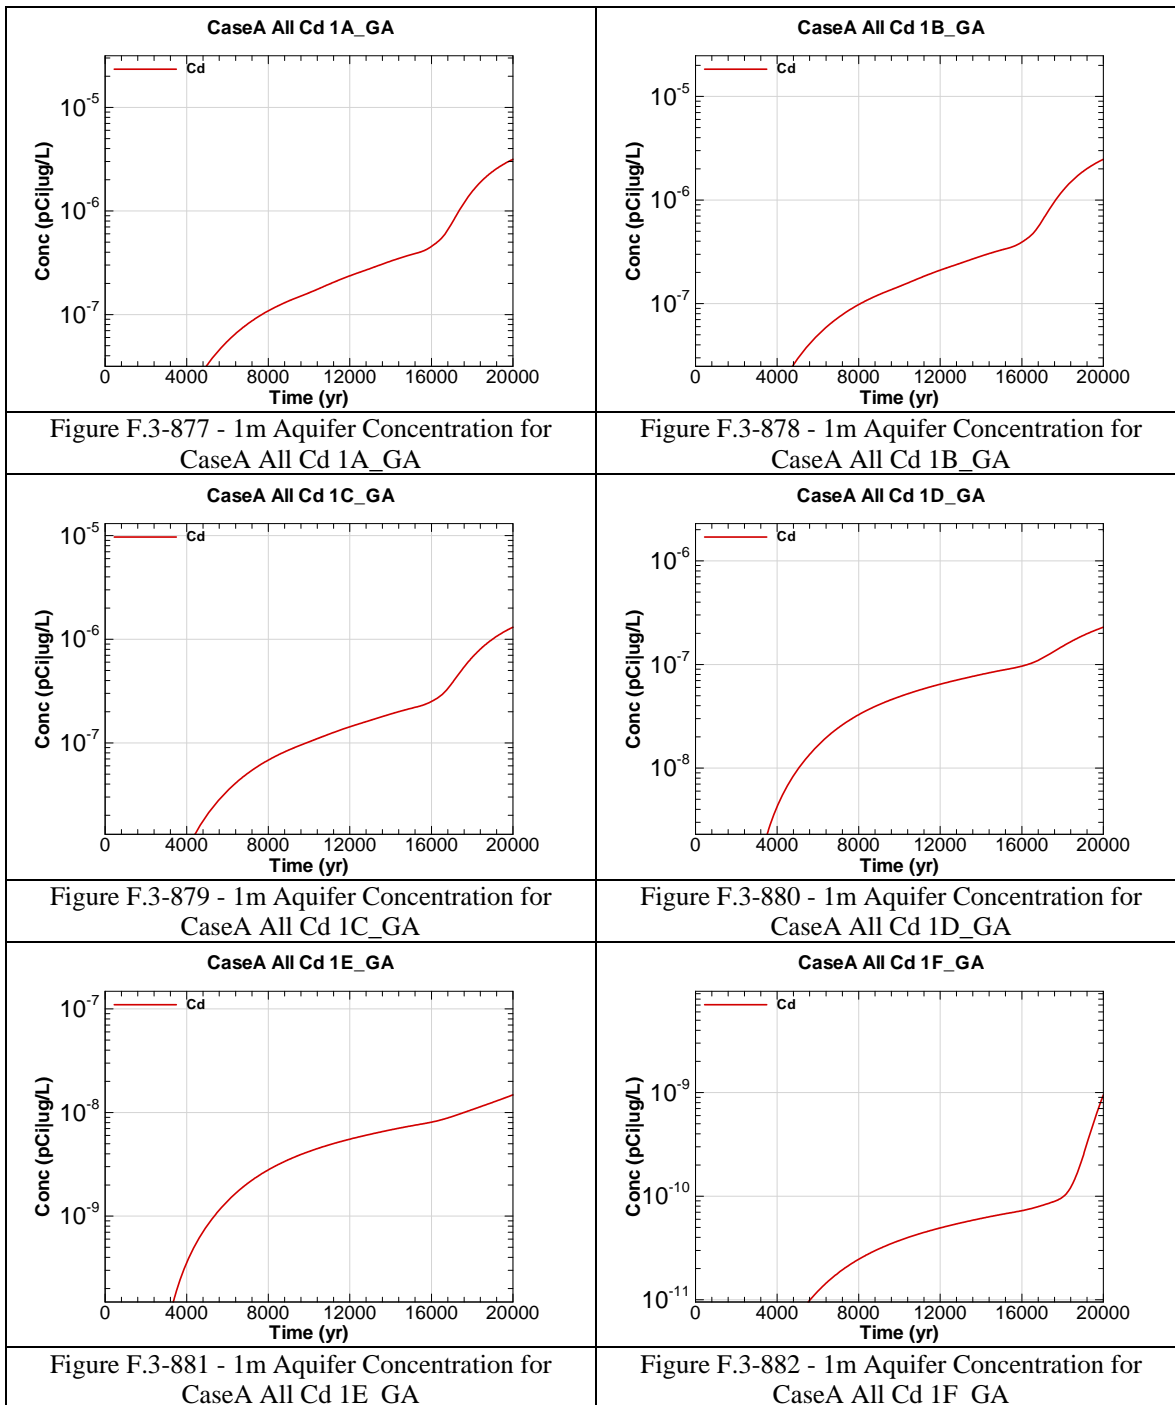 CaseA All Cd 1A_GA
Cd
10-5
10-6
10-7
Conc (pCi|ug/L)
0 4000 8000 12000 16000 20000
Time (yr)
Figure F.3-877 - 1m Aquifer Concentration for
CaseA All Cd 1A_GA
CaseA All Cd 1B_GA
Cd
10-5
10-6
10-7
Conc (pCi|ug/L)
0 4000 8000 12000 16000 20000
Time (yr)
Figure F.3-878 - 1m Aquifer Concentration for
CaseA All Cd 1B_GA
CaseA All Cd 1C_GA
Cd
10-5
10-6
10-7
Conc (pCi|ug/L)
0 4000 8000 12000 16000 20000
Time (yr)
Figure F.3-879 - 1m Aquifer Concentration for
CaseA All Cd 1C_GA
CaseA All Cd 1D_GA
Cd
10-6
10-7
10-8
Conc (pCi|ug/L)
0 4000 8000 12000 16000 20000
Time (yr)
Figure F.3-880 - 1m Aquifer Concentration for
CaseA All Cd 1D_GA
CaseA All Cd 1E_GA
Cd
10-7
10-8
10-9
Conc (pCi|ug/L)
0 4000 8000 12000 16000 20000
Time (yr)
Figure F.3-881 - 1m Aquifer Concentration for
CaseA All Cd 1E_GA
CaseA All Cd 1F_GA
Cd
10-9
10-10
10-11
Conc (pCi|ug/L)
0 4000 8000 12000 16000 20000
Time (yr)
Figure F.3-882 - 1m Aquifer Concentration for
CaseA All Cd 1F_GA